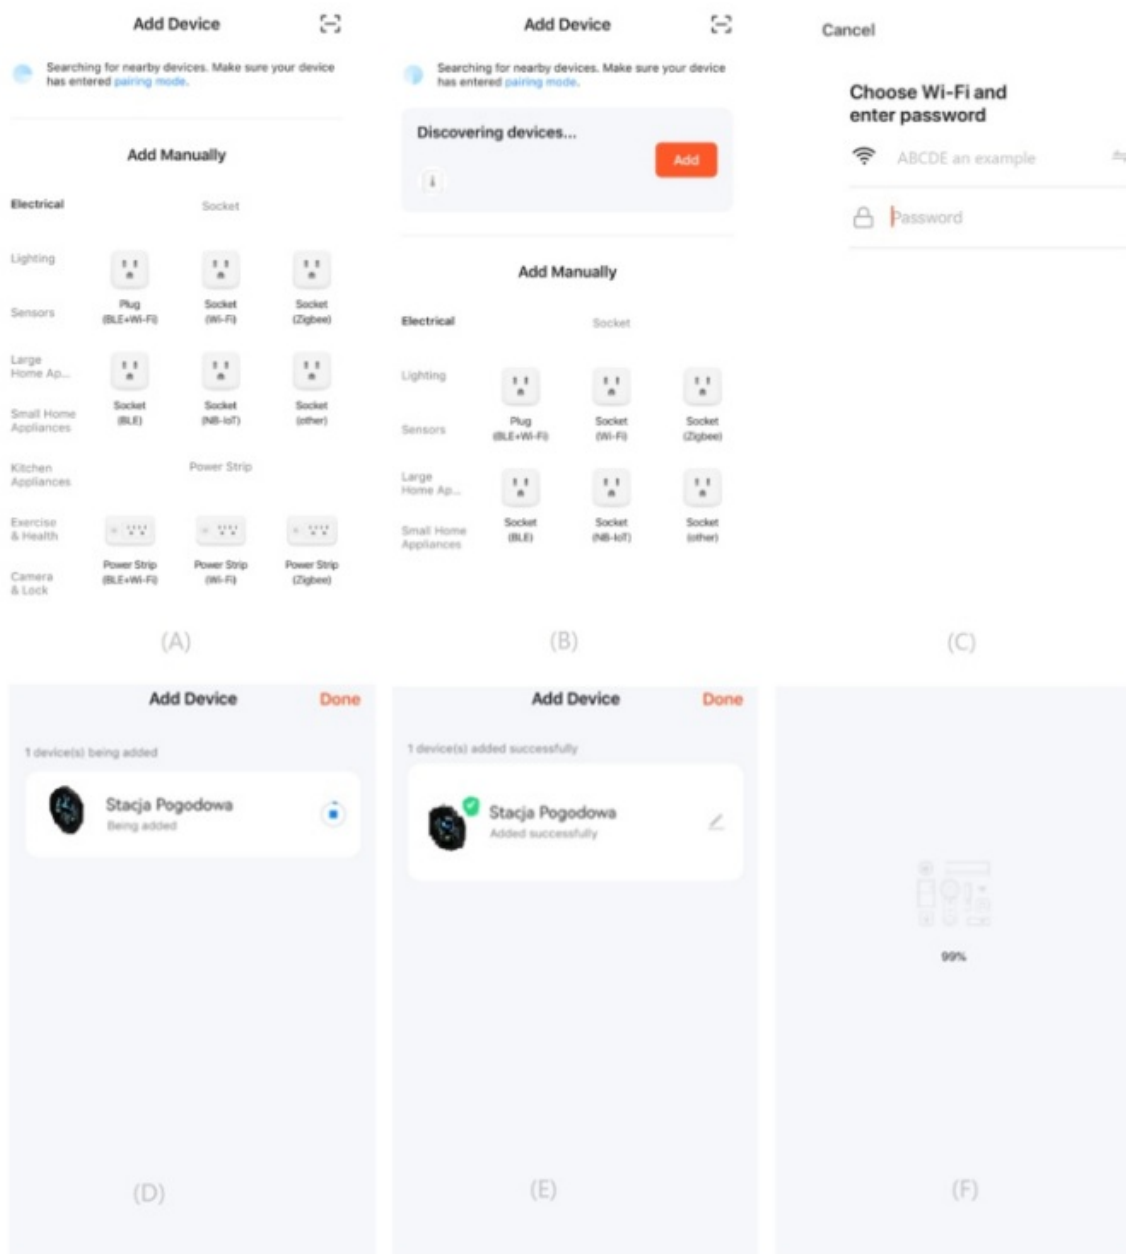 Add Device
Searching for nearby devices. Make sure your device
has entered pairing mode.
Add Manually
Electrical
Socket
Lighting
Sensors
Large
Home Ap...
Small Home
Appliances
Kitchen
Appliances
Exercise
& Health
Camera
& Lock
Plug
(BLE+Wi-Fi)
Socket
(Wi-Fi)
Socket
(Zigbee)
Socket
(BLE)
Socket
(NB-IoT)
Socket
(other)
Power Strip
Power Strip
(BLE+Wi-Fi)
Power Strip
(Wi-Fi)
Power Strip
(Zigbee)
(A)
Add Device
Searching for nearby devices. Make sure your device
has entered pairing mode.
Discovering devices...
Add
Add Manually
Electrical
Socket
Lighting
Sensors
Large
Home Ap...
Small Home
Appliances
Plug
(BLE+Wi-Fi)
Socket
(Wi-Fi)
Socket
(Zigbee)
Socket
(BLE)
Socket
(NB-IoT)
Socket
(other)
(B)
Cancel
Choose Wi-Fi and
enter password
ABCDE an example
Password
(C)
Add Device
Done
1 device(s) being added
Stacja Pogodowa
Being added
(D)
Add Device
Done
1 device(s) added successfully
Stacja Pogodowa
Added successfully
(E)
99%
(F)